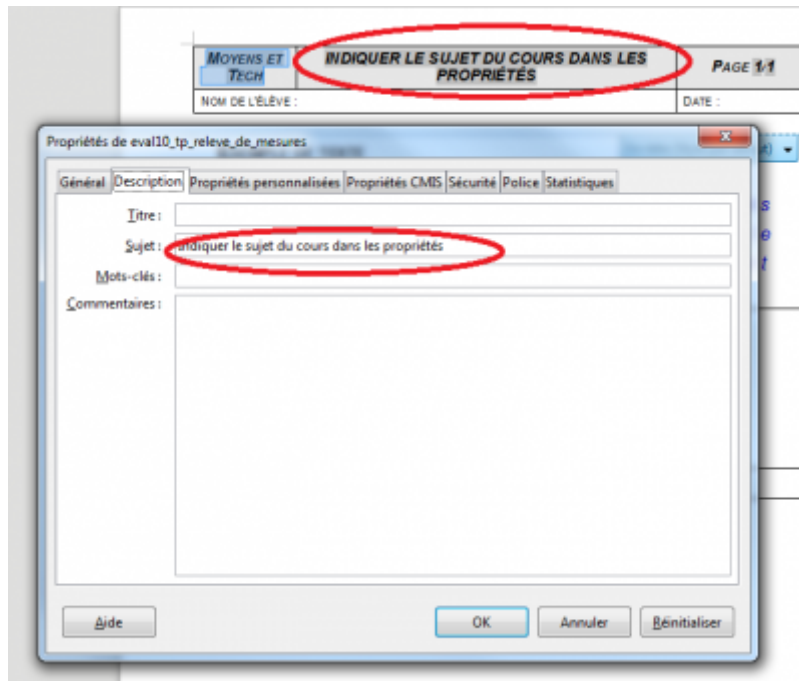 MOYENS ET TECH
INDIQUER LE SUJET DU COURS DANS LES PROPRIÉTÉS
PAGE 1/1
NOM DE L'ÉLÈVE :
DATE :
Propriétés de eval10_tp_releve_de_mesures
Général Description Propriétés personnalisées Propriétés CMIS Sécurité Police Statistiques
Titre :
Sujet : Indiquer le sujet du cours dans les propriétés
Mots-clés :
Commentaires :
Aide OK Annuler Réinitialiser